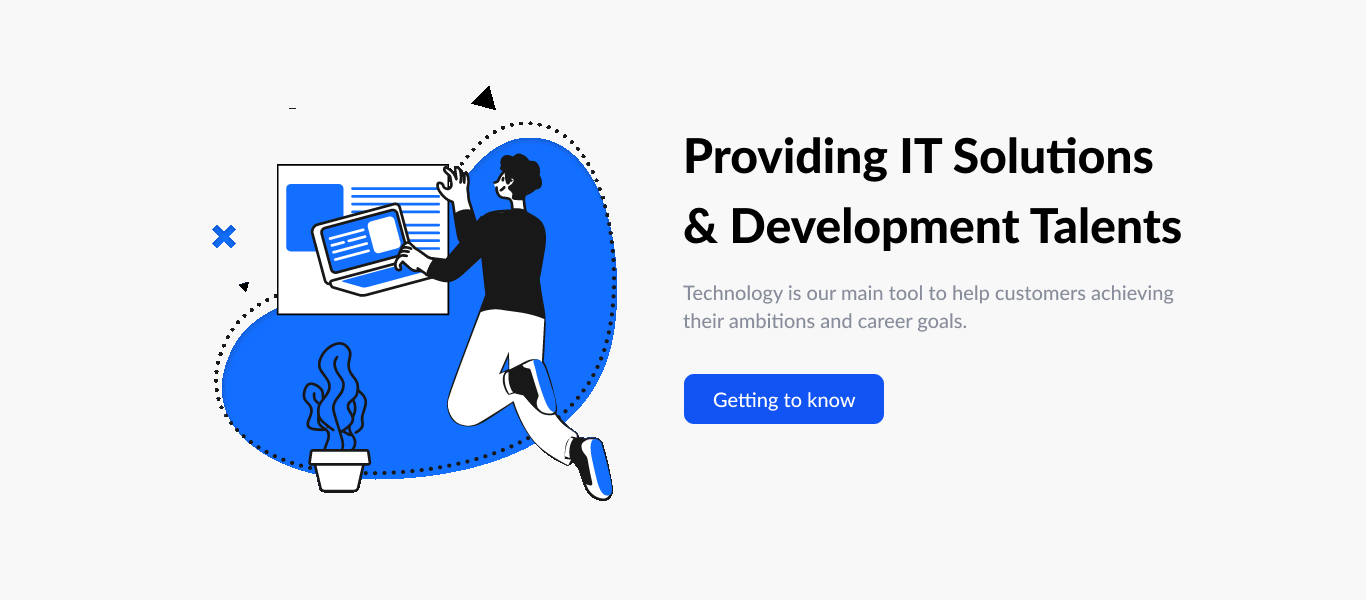 Providing IT Solutions
& Development Talents
Technology is our main tool to help customers achieving
their ambitions and career goals.
Getting to know